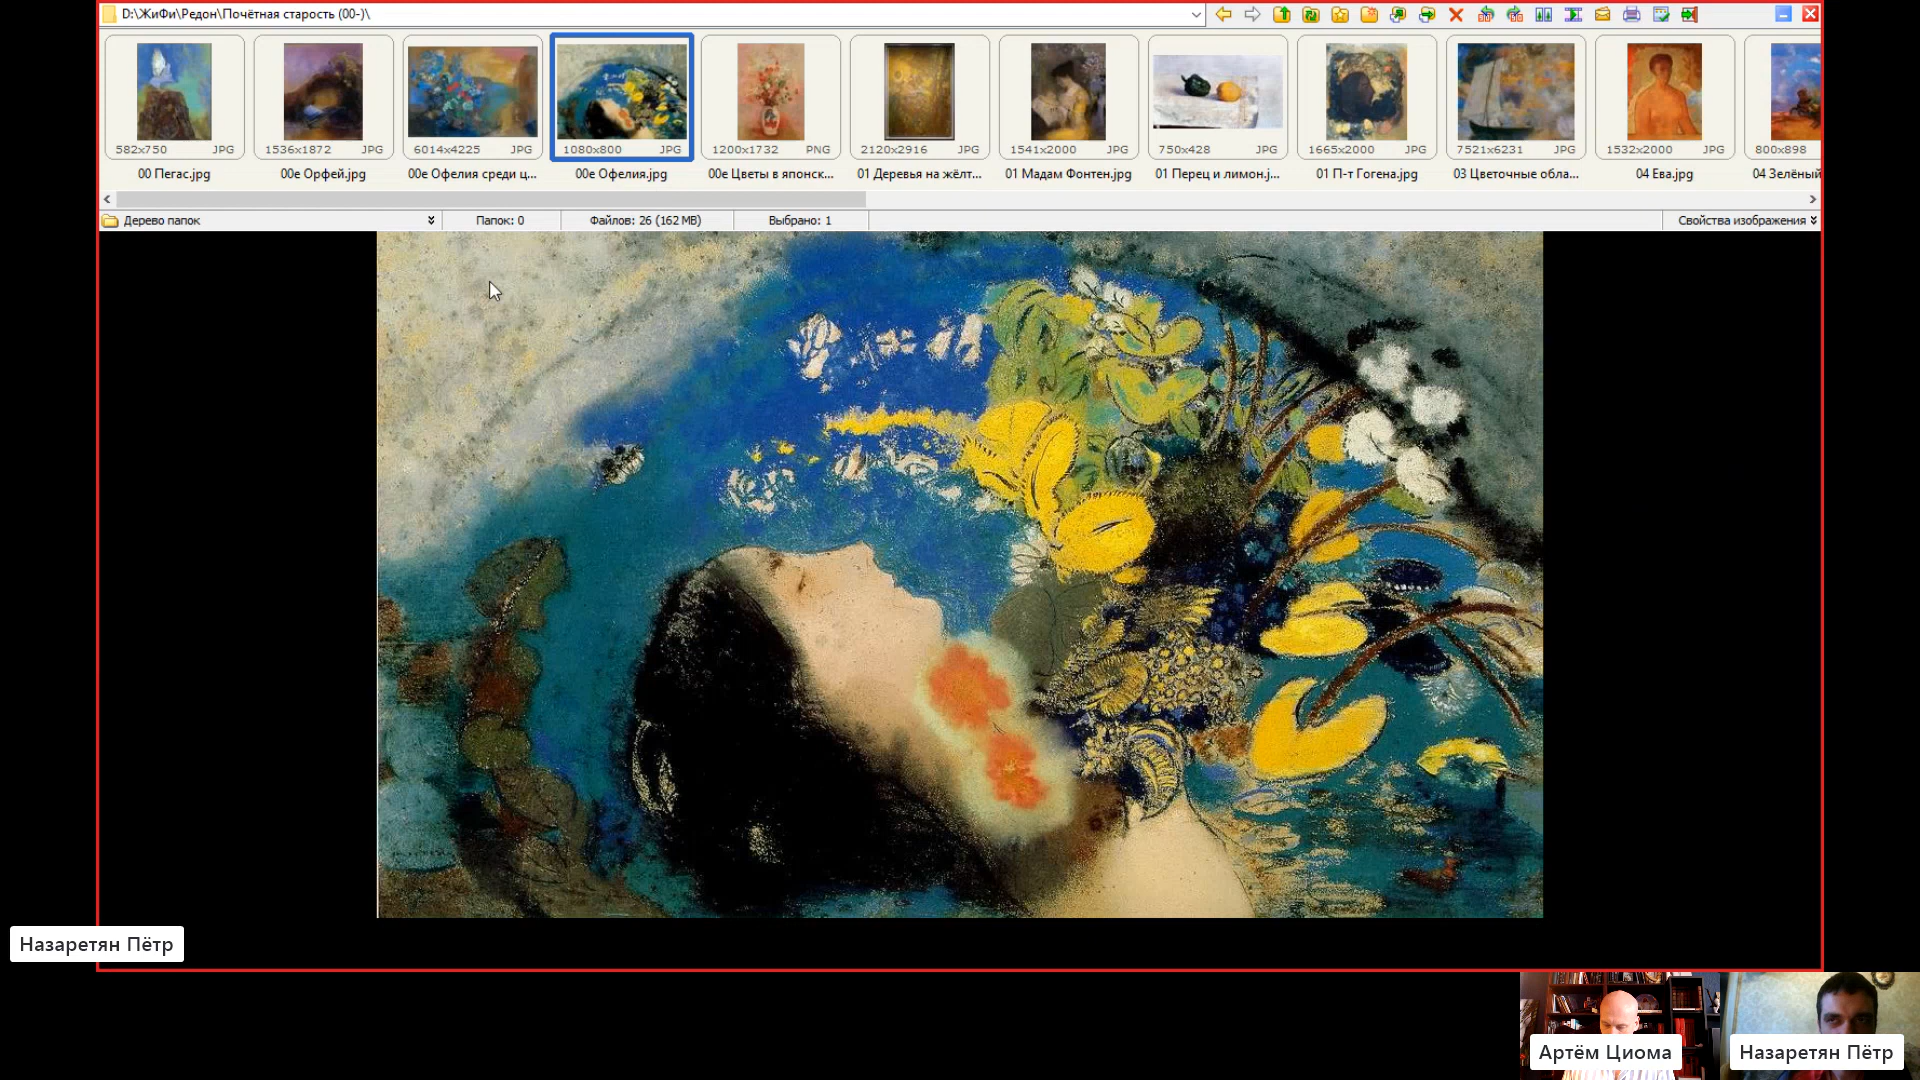 D:\ЖиФи\Редон\Почётная старость (00-)\
582x750 JPG
1536x1872 JPG
6014x4225 JPG
1080x800 JPG
1200x1732 PNG
2120x2916 JPG
1541x2000 JPG
750x428 JPG
1665x2000 JPG
7521x6231 JPG
1532x2000 JPG
800x898
00 Пегас.jpg
00е Орфей.jpg
00е Офелия среди ц...
00е Офелия.jpg
00е Цветы в японск...
01 Деревья на жёлт...
01 Мадам Фонтен.jpg
01 Перец и лимон.j...
01 П-т Гогена.jpg
03 Цветочные обла...
04 Ева.jpg
04 Зелёный
Дерево папок
Папок: 0
Файлов: 26 (162 MB)
Выбрано: 1
Свойства изображения
Назаретян Пётр
Артём Циома
Назаретян Пётр